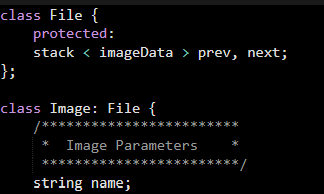 class File {
    protected:
    stack < imageData > prev, next;
};

class Image: File {
    /************************
     *  Image Parameters    *
     ************************/
    string name;